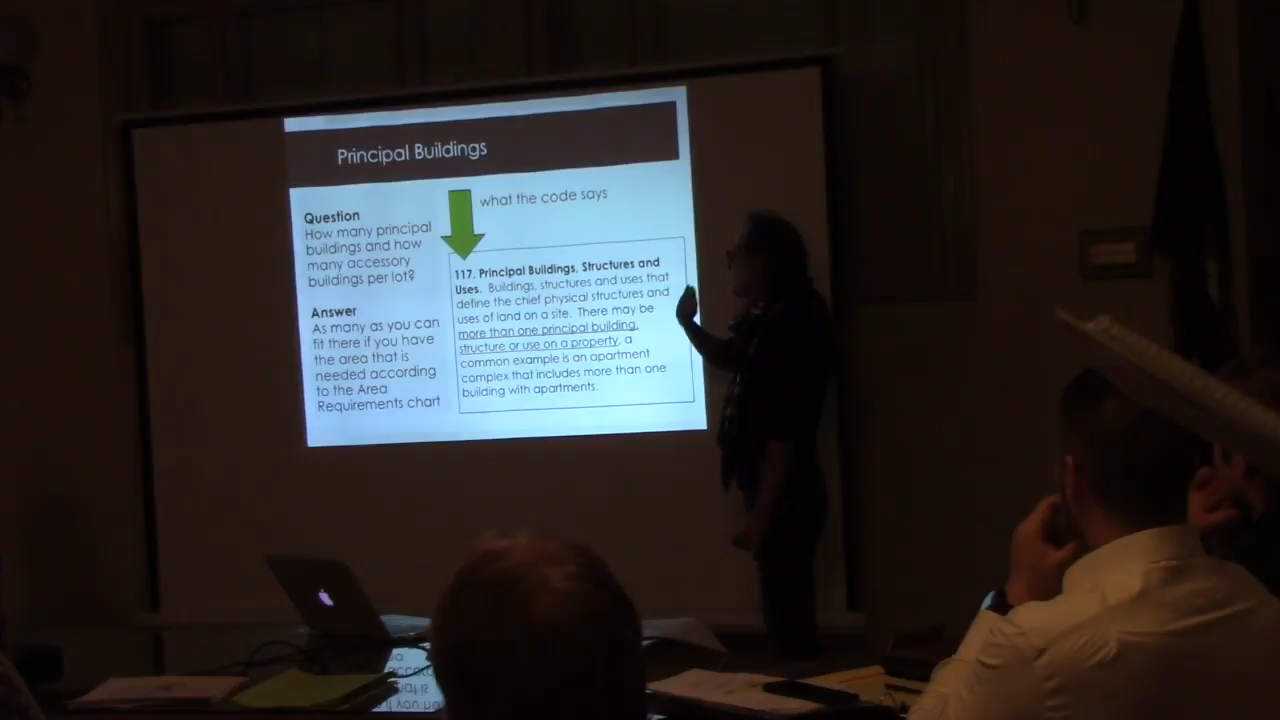 Principal Buildings
what the code says
Question
How many principal
buildings and how
many accessory
buildings per lot?
Answer
As many as you can
fit there if you have
the area that is
needed according
to the Area
Requirements chart
117. Principal Buildings, Structures and
Uses. Buildings, structures and uses that
define the chief physical structures and
uses of land on a site. There may be
more than one principal building,
structure or use on a property, a
common example is an apartment
complex that includes more than one
building with apartments.